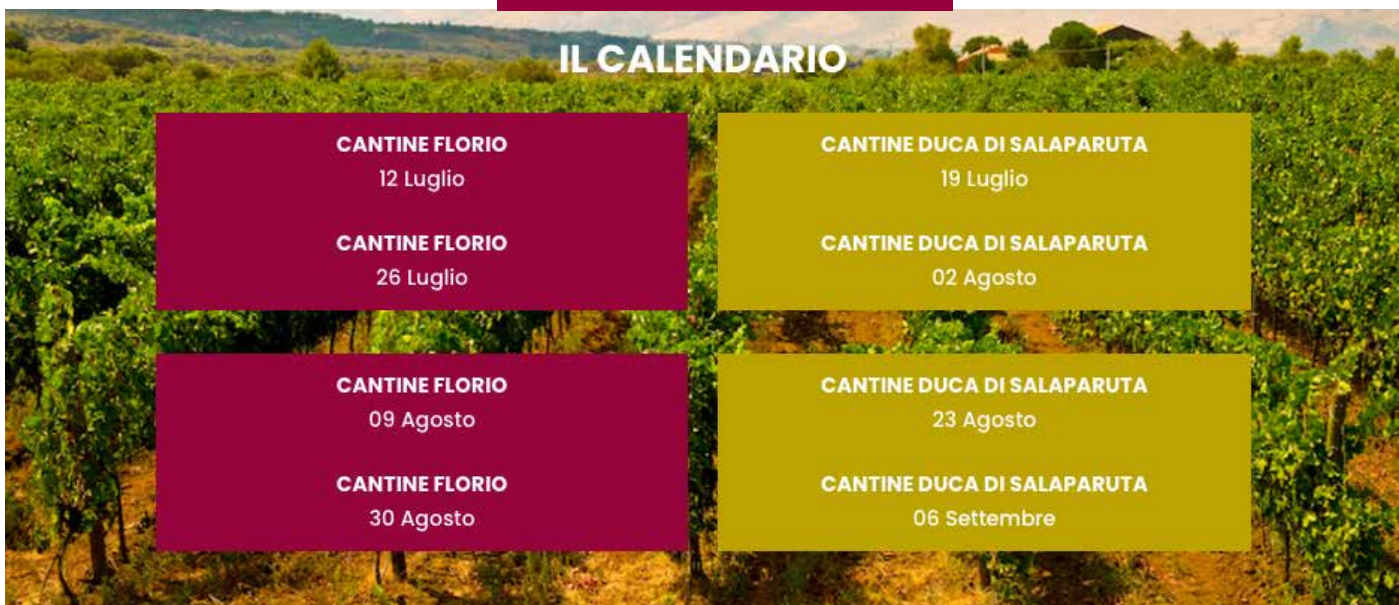 IL CALENDARIO
CANTINE FLORIO
12 Luglio
CANTINE FLORIO
26 Luglio
CANTINE DUCA DI SALAPARUTA
19 Luglio
CANTINE DUCA DI SALAPARUTA
02 Agosto
CANTINE FLORIO
09 Agosto
CANTINE FLORIO
30 Agosto
CANTINE DUCA DI SALAPARUTA
23 Agosto
CANTINE DUCA DI SALAPARUTA
06 Settembre